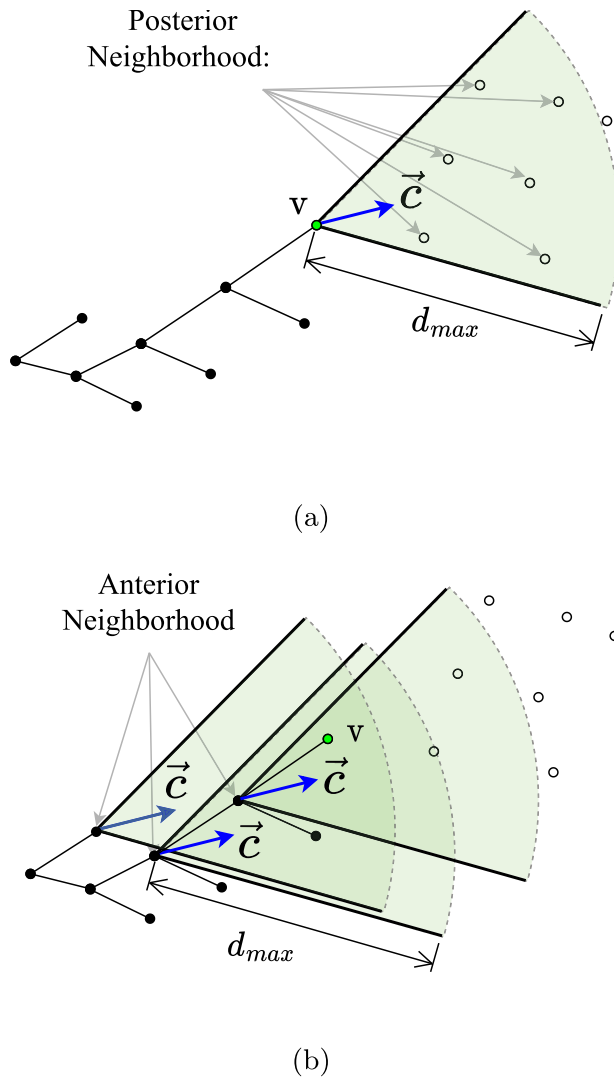 Posterior
Neighborhood:
v
c⃗
d_max
(a)
Anterior
Neighborhood
v
c⃗
c⃗
c⃗
d_max
(b)